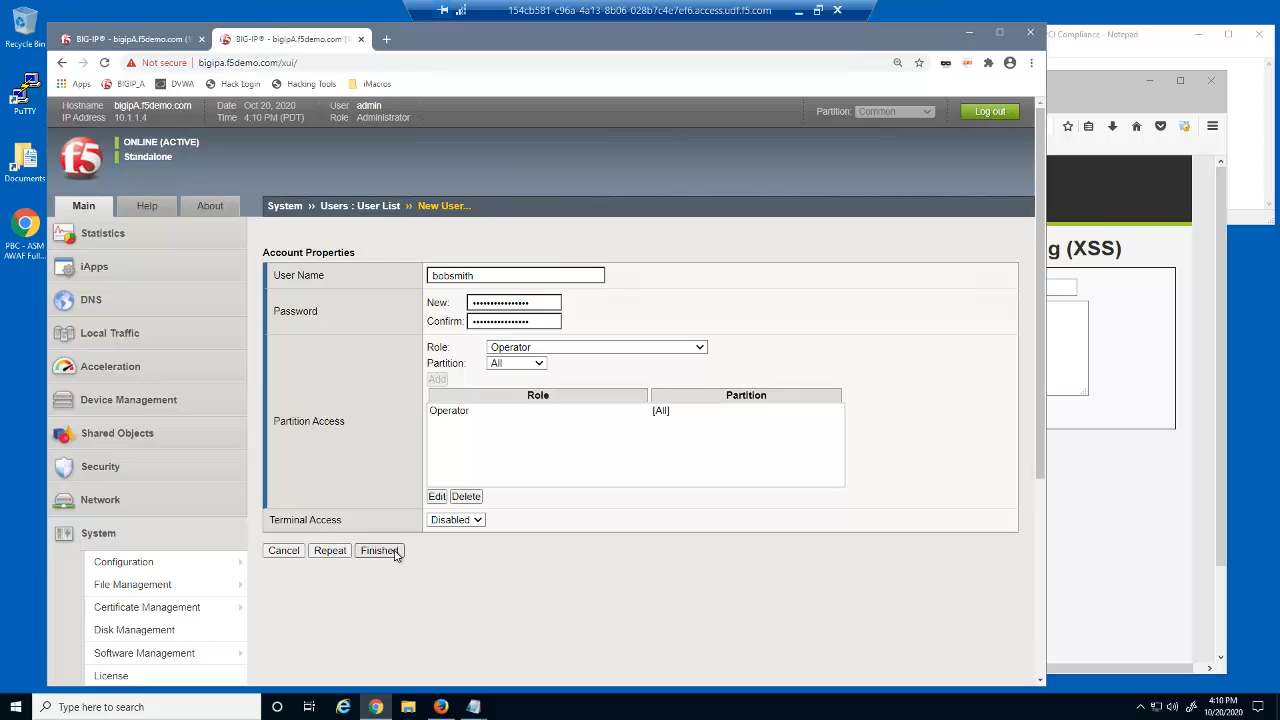 154cb581-c96a-4a13-8b06-028b7c4e7ef6.access.udf.f5.com
Recycle Bin
PuTTY
Documents
PBC - ASM
AWAF Full...
BIG-IP® - bigipA.f5demo.com (1
BIG-IP® - bigipA.f5demo.com (1
CI Compliance - Notepad
Not secure
bigipa.f5demo.com/xui/
Apps
BIGIP_A
DVWA
Hack Login
Hacking Tools
iMacros
Hostname bigipA.f5demo.com Date Oct 20, 2020 User admin
IP Address 10.1.1.4 Time 4:10 PM (PDT) Role Administrator
Partition: Common
Log out
f5
ONLINE (ACTIVE)
Standalone
Main Help About
System » Users : User List » New User...
Statistics
iApps
DNS
Local Traffic
Acceleration
Device Management
Shared Objects
Security
Network
System
Configuration
File Management
Certificate Management
Disk Management
Software Management
License
Account Properties
User Name bobsmith
Password
New:
Confirm:
Partition Access
Role: Operator
Partition: All
Add
Role Partition
Operator [All]
Edit Delete
Terminal Access Disabled
Cancel Repeat Finished
g (XSS)
Type here to search
4:10 PM
10/20/2020